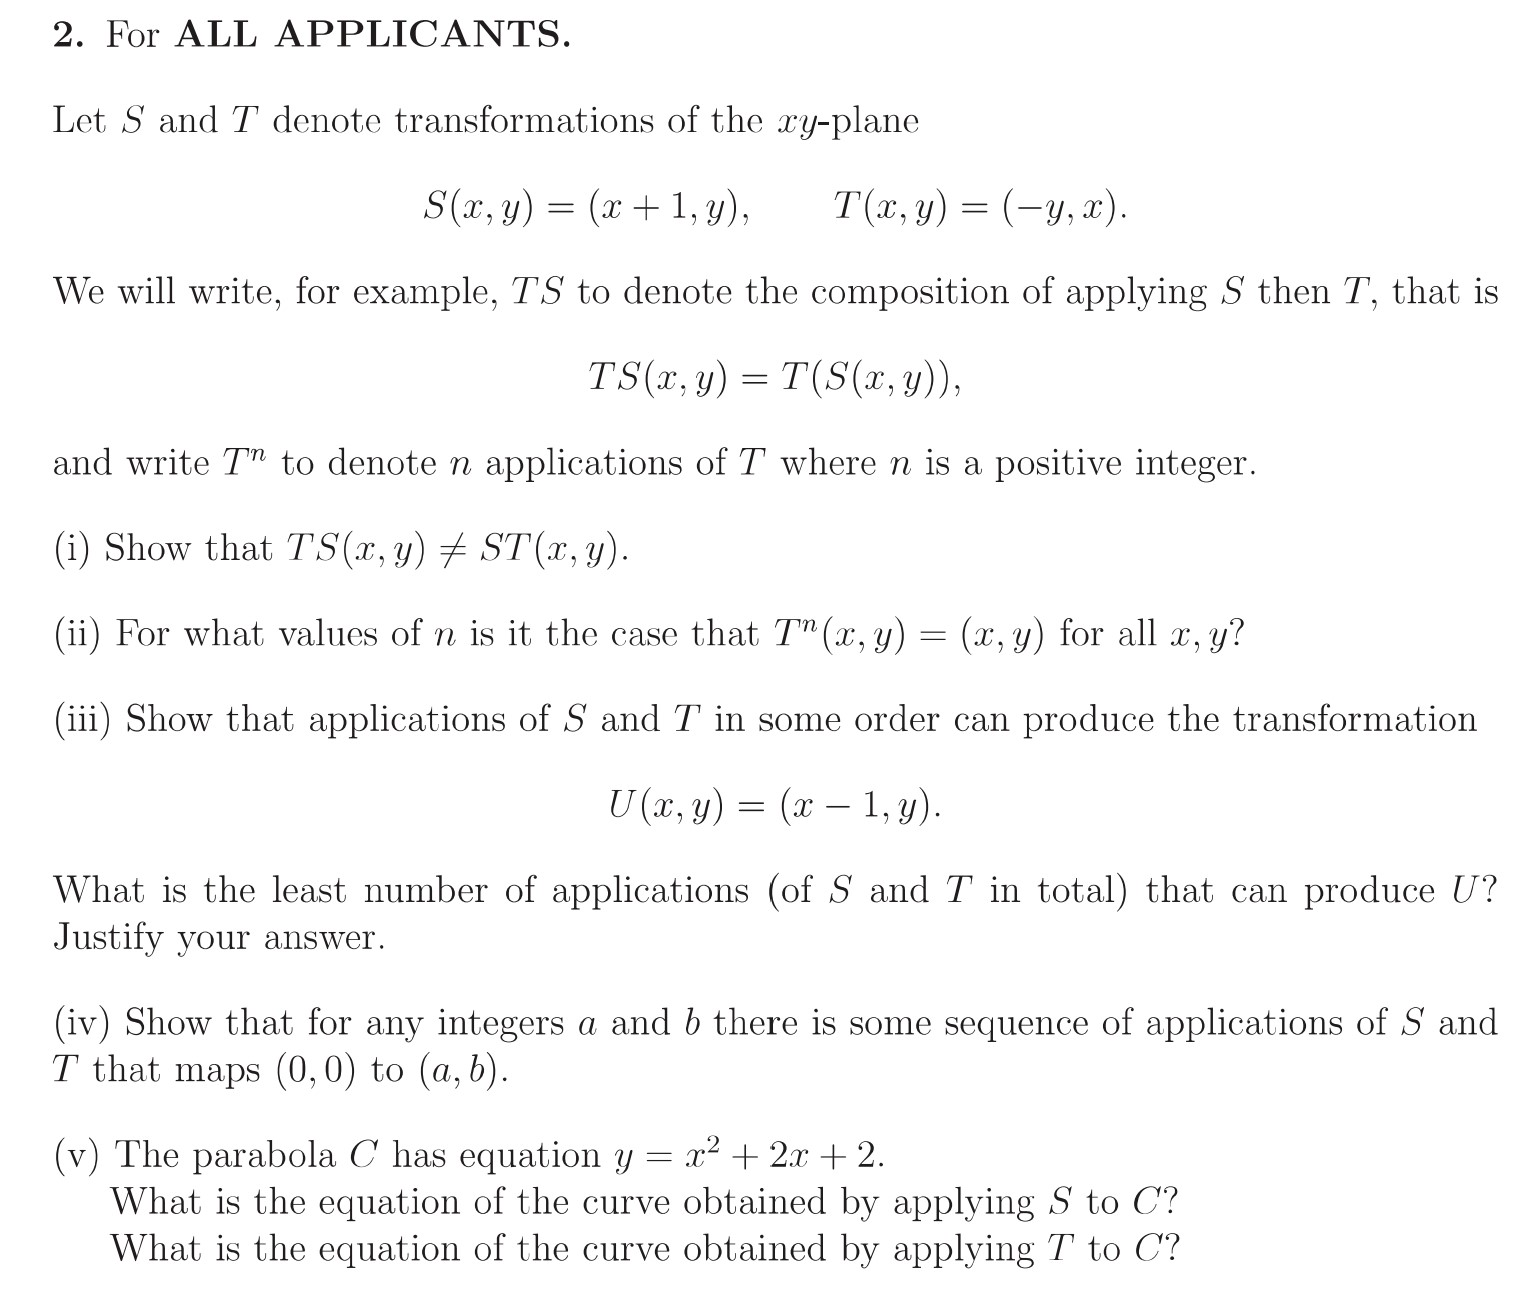 2. For ALL APPLICANTS.
Let S and T denote transformations of the xy-plane
S(x, y) = (x + 1, y),    T(x, y) = (−y, x).
We will write, for example, TS to denote the composition of applying S then T, that is
TS(x, y) = T(S(x, y)),
and write Tⁿ to denote n applications of T where n is a positive integer.
(i) Show that TS(x, y) ≠ ST(x, y).
(ii) For what values of n is it the case that Tⁿ(x, y) = (x, y) for all x, y?
(iii) Show that applications of S and T in some order can produce the transformation
U(x, y) = (x − 1, y).
What is the least number of applications (of S and T in total) that can produce U?
Justify your answer.
(iv) Show that for any integers a and b there is some sequence of applications of S and
T that maps (0, 0) to (a, b).
(v) The parabola C has equation y = x² + 2x + 2.
What is the equation of the curve obtained by applying S to C?
What is the equation of the curve obtained by applying T to C?